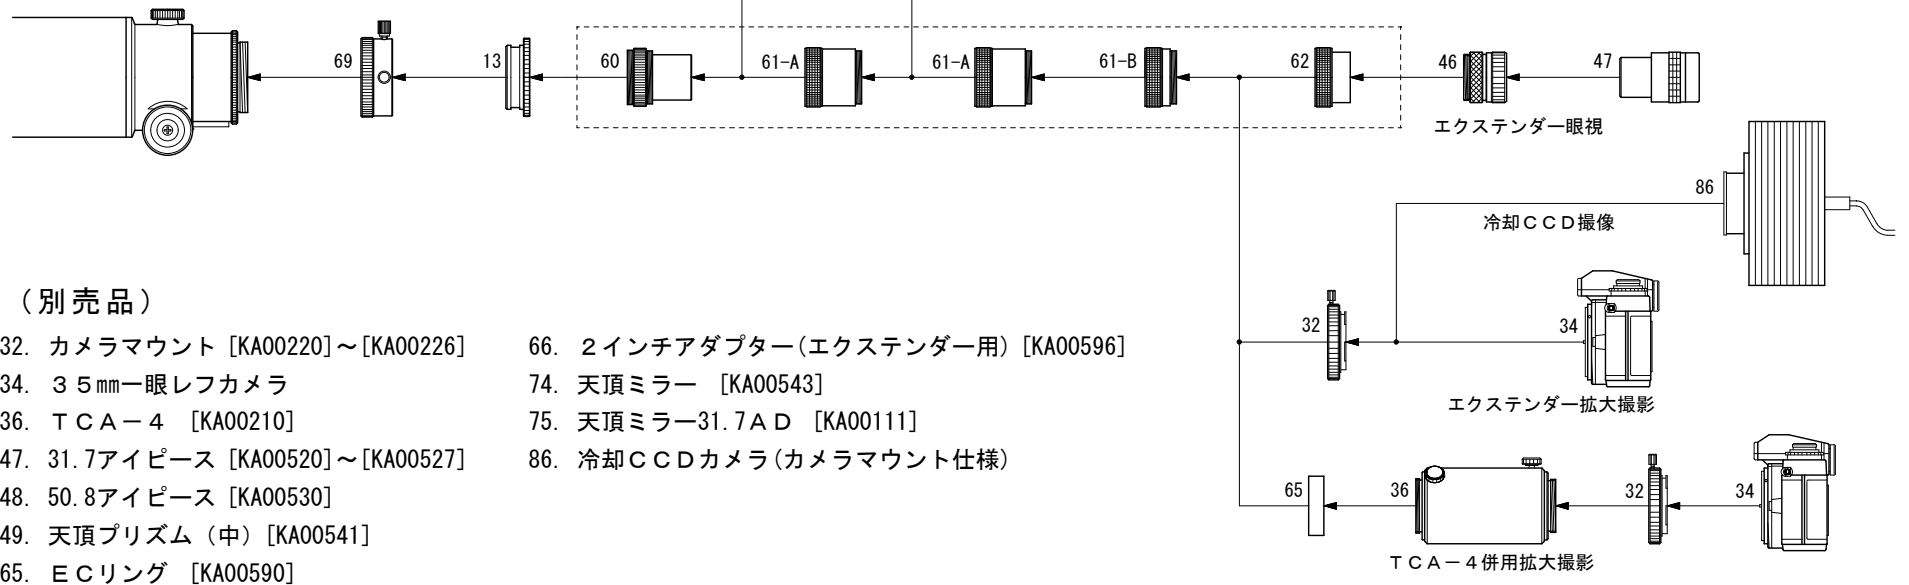 69
13
60
61-A
61-A
61-B
62
46
47
エクステンダー眼視
86
冷却ＣＣＤ撮像
32
34
エクステンダー拡大撮影
65
36
32
34
ＴＣＡ－４併用拡大撮影
（別売品）
32. カメラマウント [KA00220]～[KA00226]
34. ３５㎜一眼レフカメラ
36. ＴＣＡ－４ [KA00210]
47. 31.7アイピース [KA00520]～[KA00527]
48. 50.8アイピース [KA00530]
49. 天頂プリズム（中）[KA00541]
65. ＥＣリング [KA00590]
66. ２インチアダプター(エクステンダー用) [KA00596]
74. 天頂ミラー [KA00543]
75. 天頂ミラー31.7ＡＤ [KA00111]
86. 冷却ＣＣＤカメラ(カメラマウント仕様)